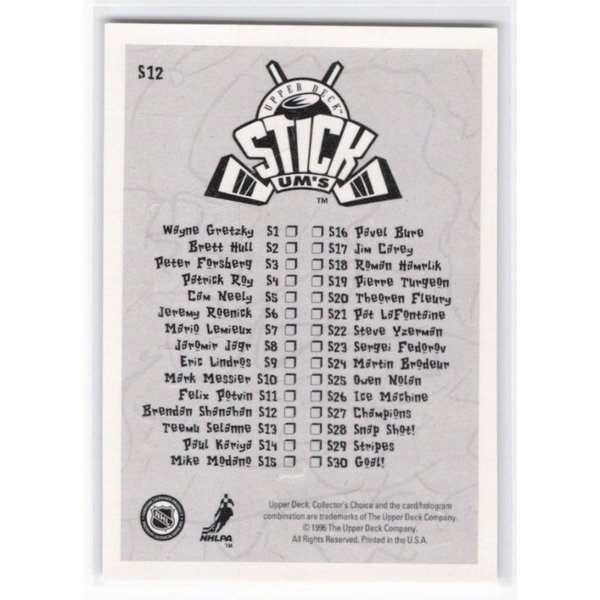 S12
UPPER DECK
STICK
UM'S
TM
Wayne Gretzky S1
Brett Hull S2
Peter Forsberg S3
Patrick Roy S4
Cam Neely S5
Jeremy Roenick S6
Mario Lemieux S7
Jaromir Jagr S8
Eric Lindros S9
Mark Messier S10
Felix Potvin S11
Brendan Shanahan S12
Teemu Selanne S13
Paul Kariya S14
Mike Modano S15
S16 Pavel Bure
S17 Jim Carey
S18 Roman Hamrlik
S19 Pierre Turgeon
S20 Theoren Fleury
S21 Pat LaFontaine
S22 Steve Yzerman
S23 Sergei Fedorov
S24 Martin Brodeur
S25 Owen Nolan
S26 Ice Machine
S27 Champions
S28 Snap Shot!
S29 Stripes
S30 Goal!
NHL
NHLPA
TM
Upper Deck, Collector's Choice and the card/hologram
combination are trademarks of The Upper Deck Company.
© 1996 The Upper Deck Company.
All Rights Reserved. Printed in the U.S.A.